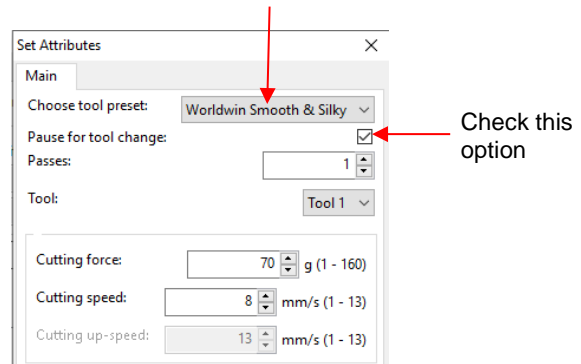 Set Attributes
Main
Choose tool preset: Worldwin Smooth & Silky
Pause for tool change:
Check this
option
Passes: 1
Tool: Tool 1
Cutting force: 70 g (1 - 160)
Cutting speed: 8 mm/s (1 - 13)
Cutting up-speed: 13 mm/s (1 - 13)